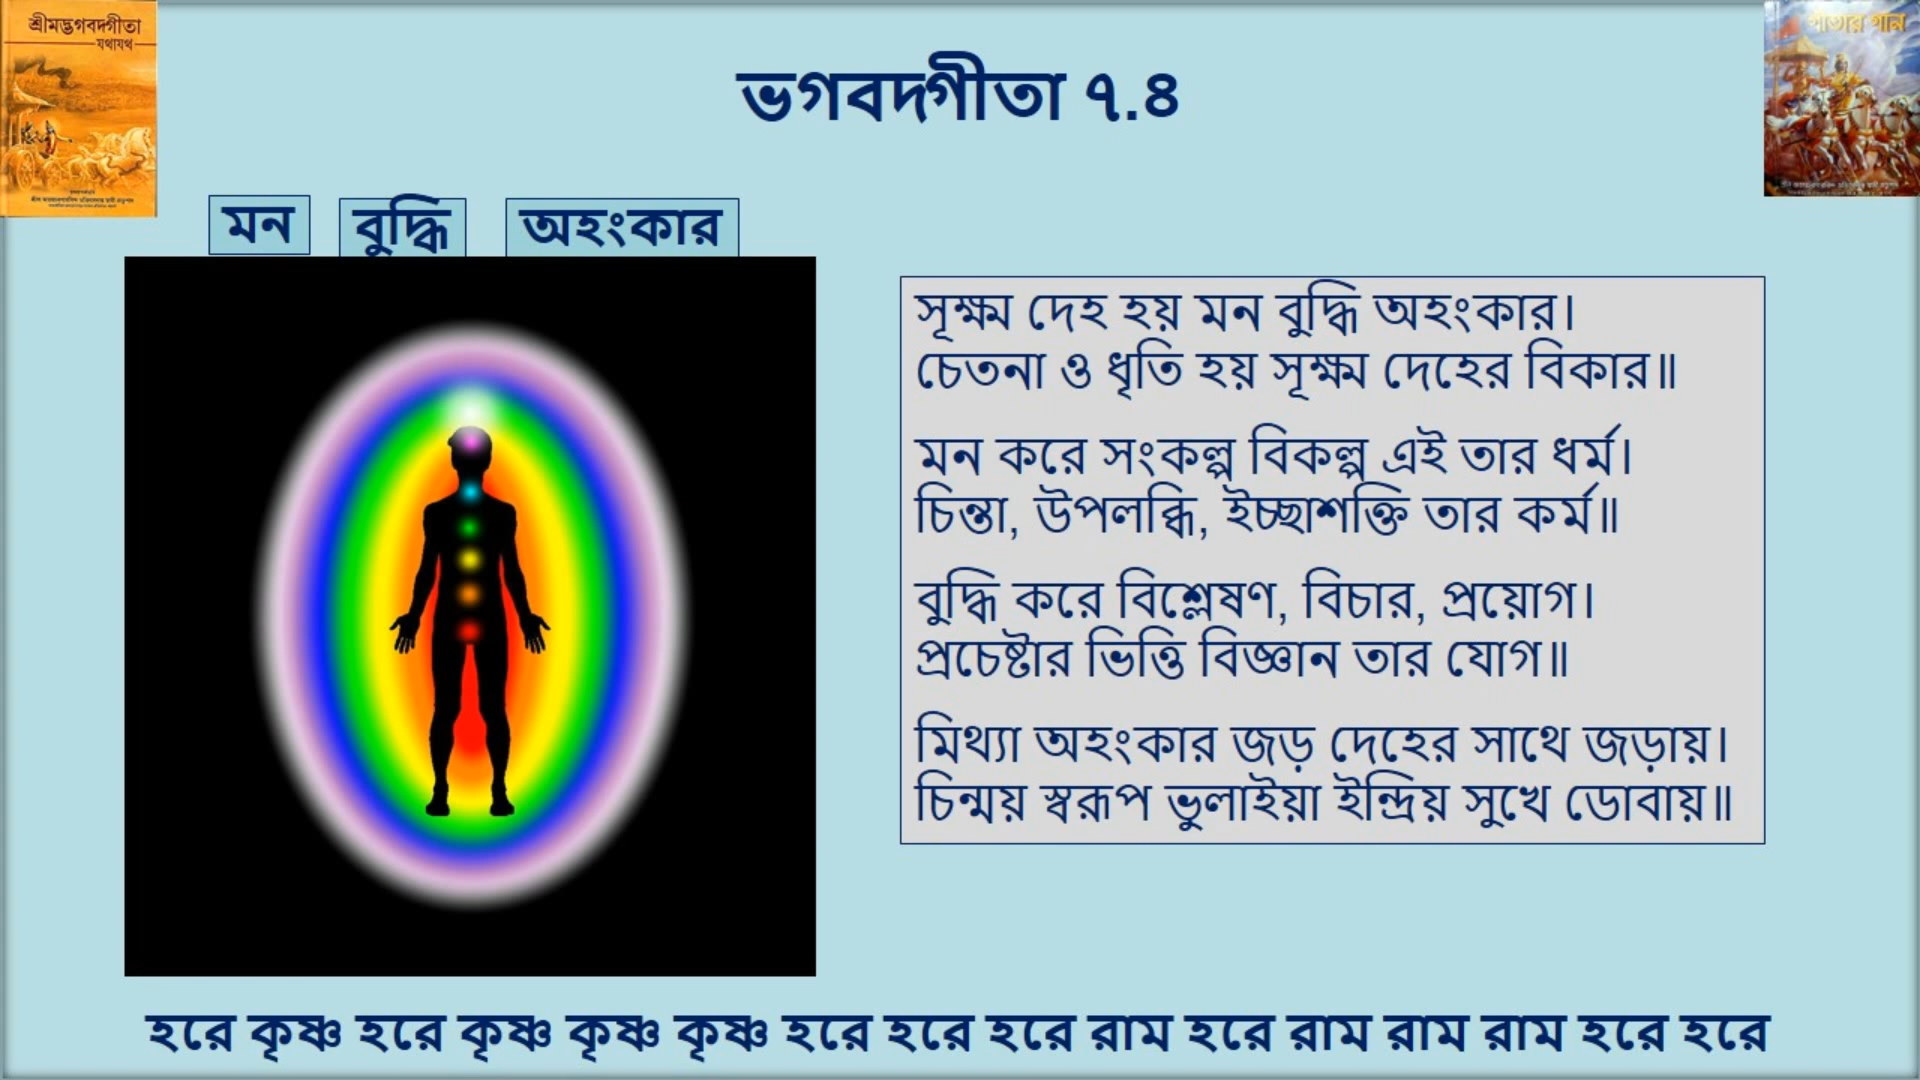 শ্রীমদ্ভগবদ্গীতা
যথাযথ
গীতার গান
ভগবদ্গীতা ৭.৪
মন
বুদ্ধি
অহংকার
সূক্ষ্ম দেহ হয় মন বুদ্ধি অহংকার।
চেতনা ও ধৃতি হয় সূক্ষ্ম দেহের বিকার॥
মন করে সংকল্প বিকল্প এই তার ধর্ম।
চিন্তা, উপলব্ধি, ইচ্ছাশক্তি তার কর্ম॥
বুদ্ধি করে বিশ্লেষণ, বিচার, প্রয়োগ।
প্রচেষ্টার ভিত্তি বিজ্ঞান তার যোগ॥
মিথ্যা অহংকার জড় দেহের সাথে জড়ায়।
চিন্ময় স্বরূপ ভুলাইয়া ইন্দ্রিয় সুখে ডোবায়॥
হরে কৃষ্ণ হরে কৃষ্ণ কৃষ্ণ কৃষ্ণ হরে হরে হরে রাম হরে রাম রাম রাম হরে হরে